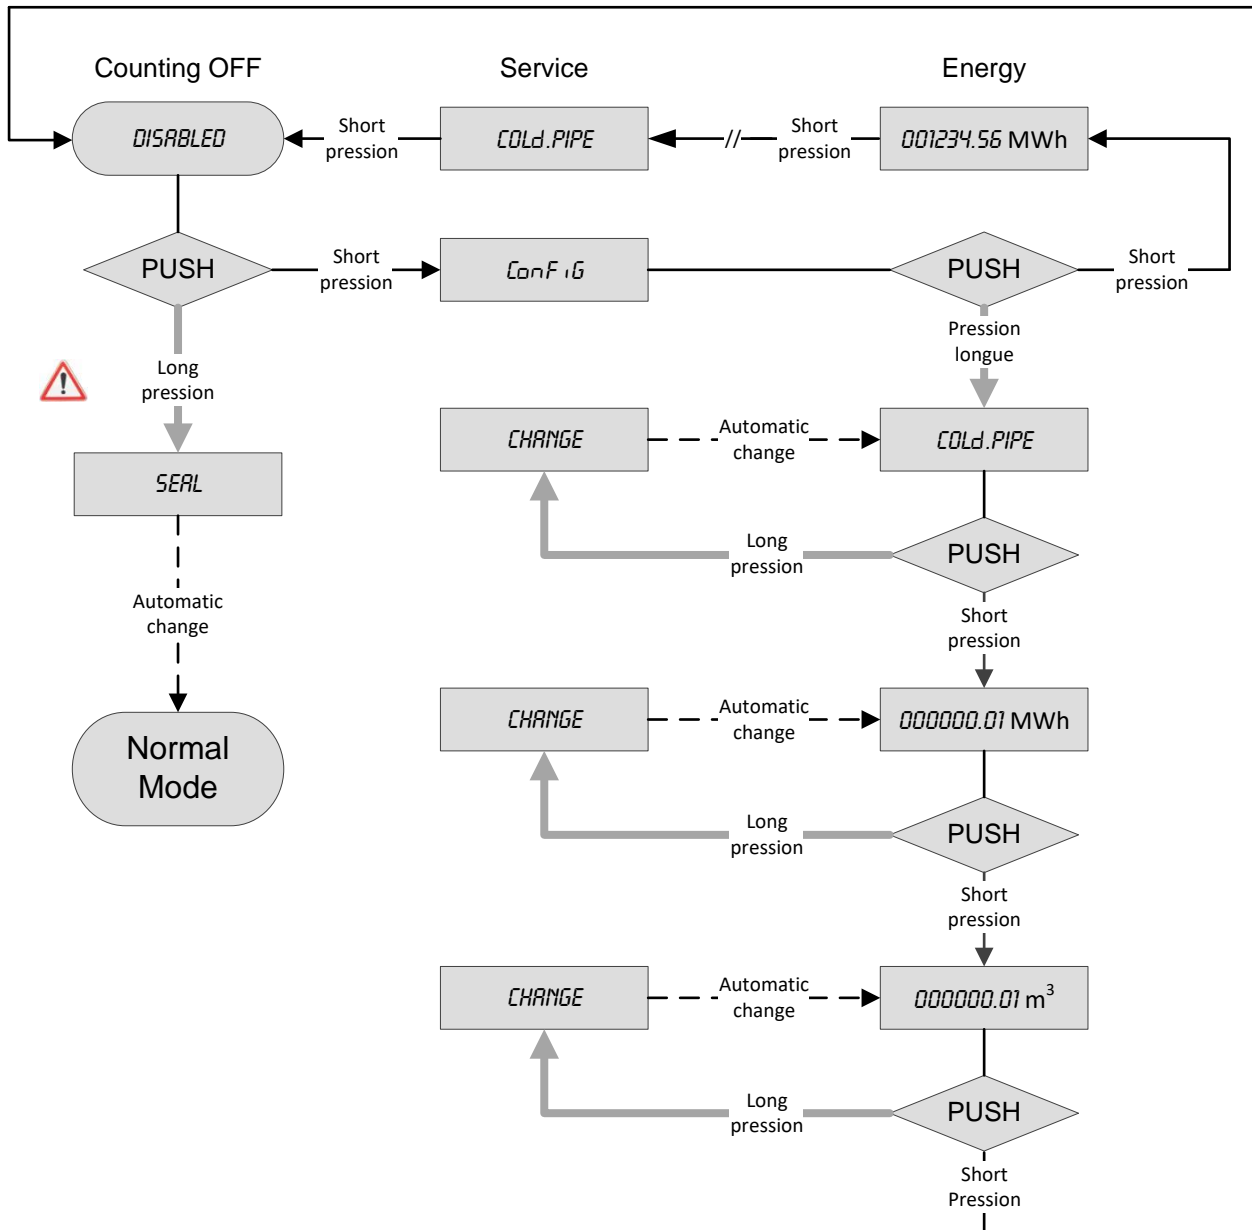 Counting OFF
Service
Energy
DISABLED
Short
pression
COLd.PIPE
//
Short
pression
001234.56 MWh
PUSH
Short
pression
ConFiG
PUSH
Short
pression
Long
pression
Pression
longue
SEAL
CHANGE
Automatic
change
COLd.PIPE
Long
pression
PUSH
Automatic
change
Short
pression
Normal
Mode
CHANGE
Automatic
change
000000.01 MWh
Long
pression
PUSH
Short
pression
CHANGE
Automatic
change
000000.01 m³
Long
pression
PUSH
Short
Pression